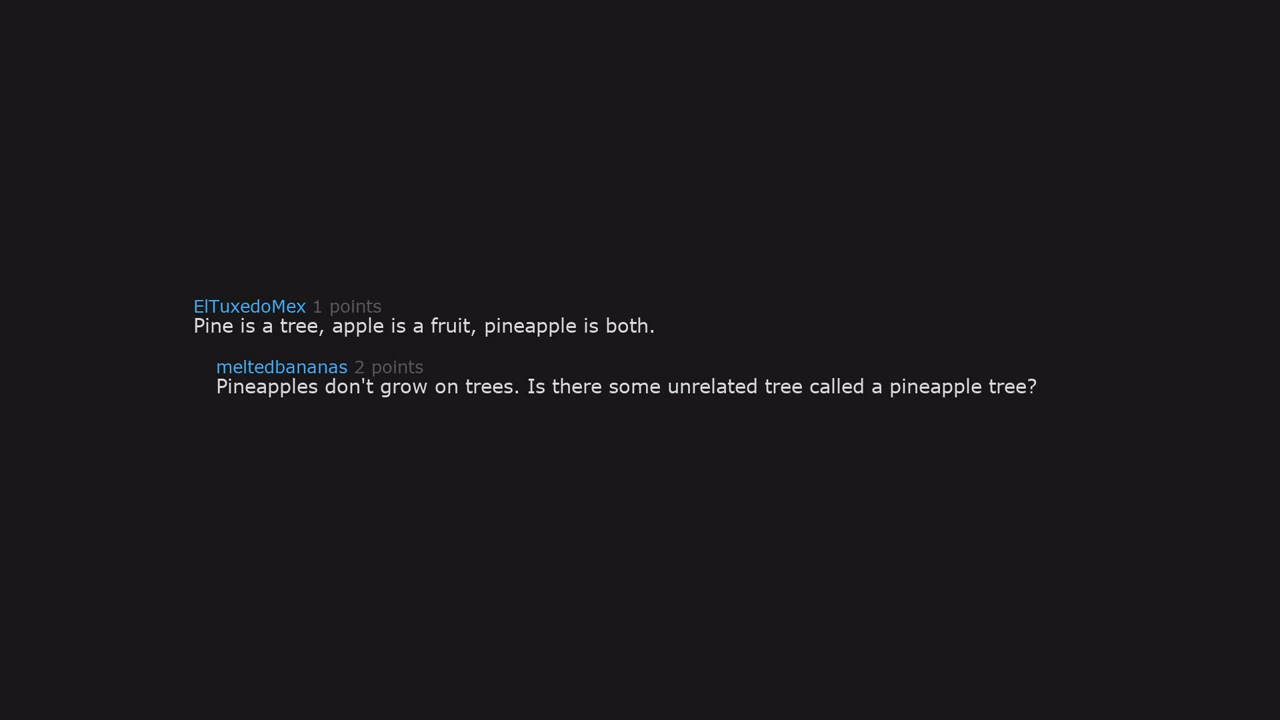 ElTuxedoMex 1 points
Pine is a tree, apple is a fruit, pineapple is both.
meltedbananas 2 points
Pineapples don't grow on trees. Is there some unrelated tree called a pineapple tree?